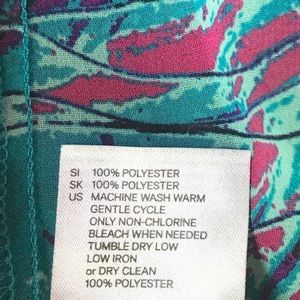 SI 100% POLYESTER
SK 100% POLYESTER
US MACHINE WASH WARM
GENTLE CYCLE
ONLY NON-CHLORINE
BLEACH WHEN NEEDED
TUMBLE DRY LOW
LOW IRON
or DRY CLEAN
100% POLYESTER